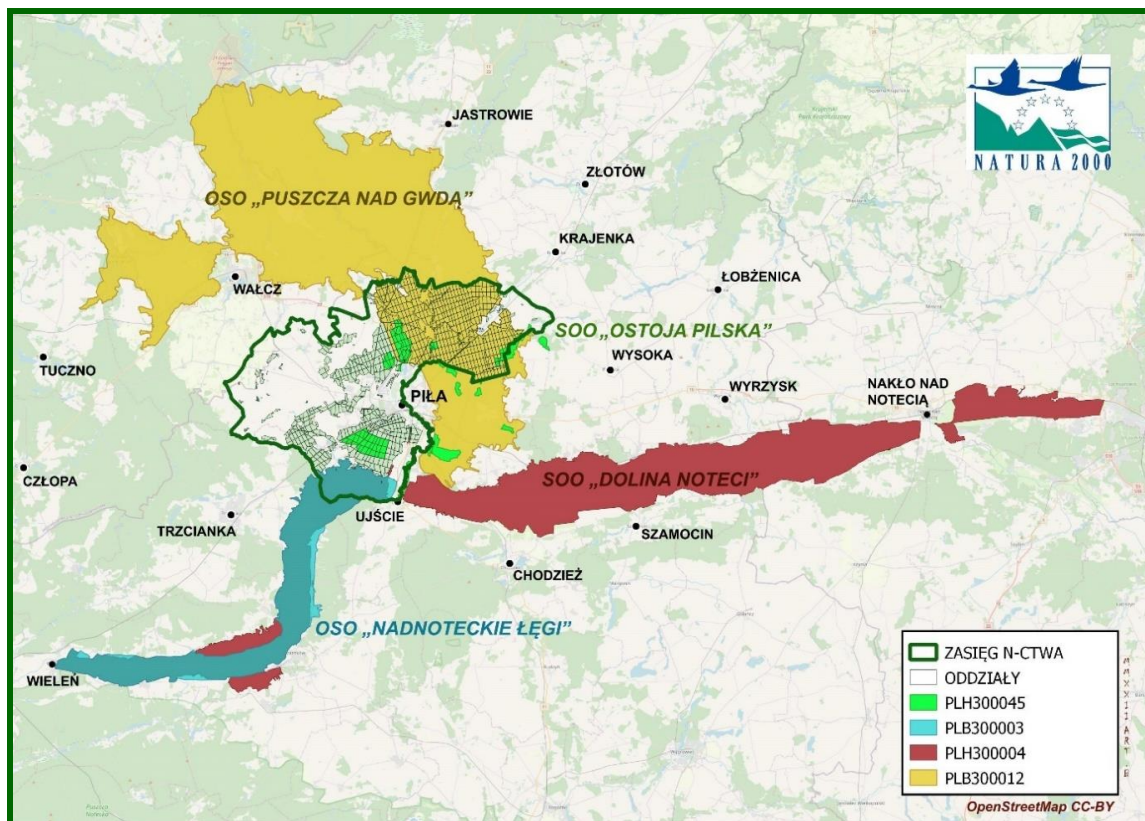 NATURA 2000
JASTROWIE
ZŁOTÓW
OSO „PUSZCZA NAD GWDĄ”
KRAJENKA
WAŁCZ
ŁOBŻENICA
SOO „OSTOJA PILSKA”
TUCZNO
WYSOKA
WYRZYSK
NAKŁO NAD
NOTECIĄ
PIŁA
CZŁOPA
SOO „DOLINA NOTECI”
UJŚCIE
TRZCIANKA
SZAMOCIN
CHODZIEŻ
OSO „NADNOTECKIE ŁĘGI”
WIELEŃ
ZASIĘG N-CTWA
ODDZIAŁY
PLH300045
PLB300003
PLH300004
PLB300012
OpenStreetMap CC-BY